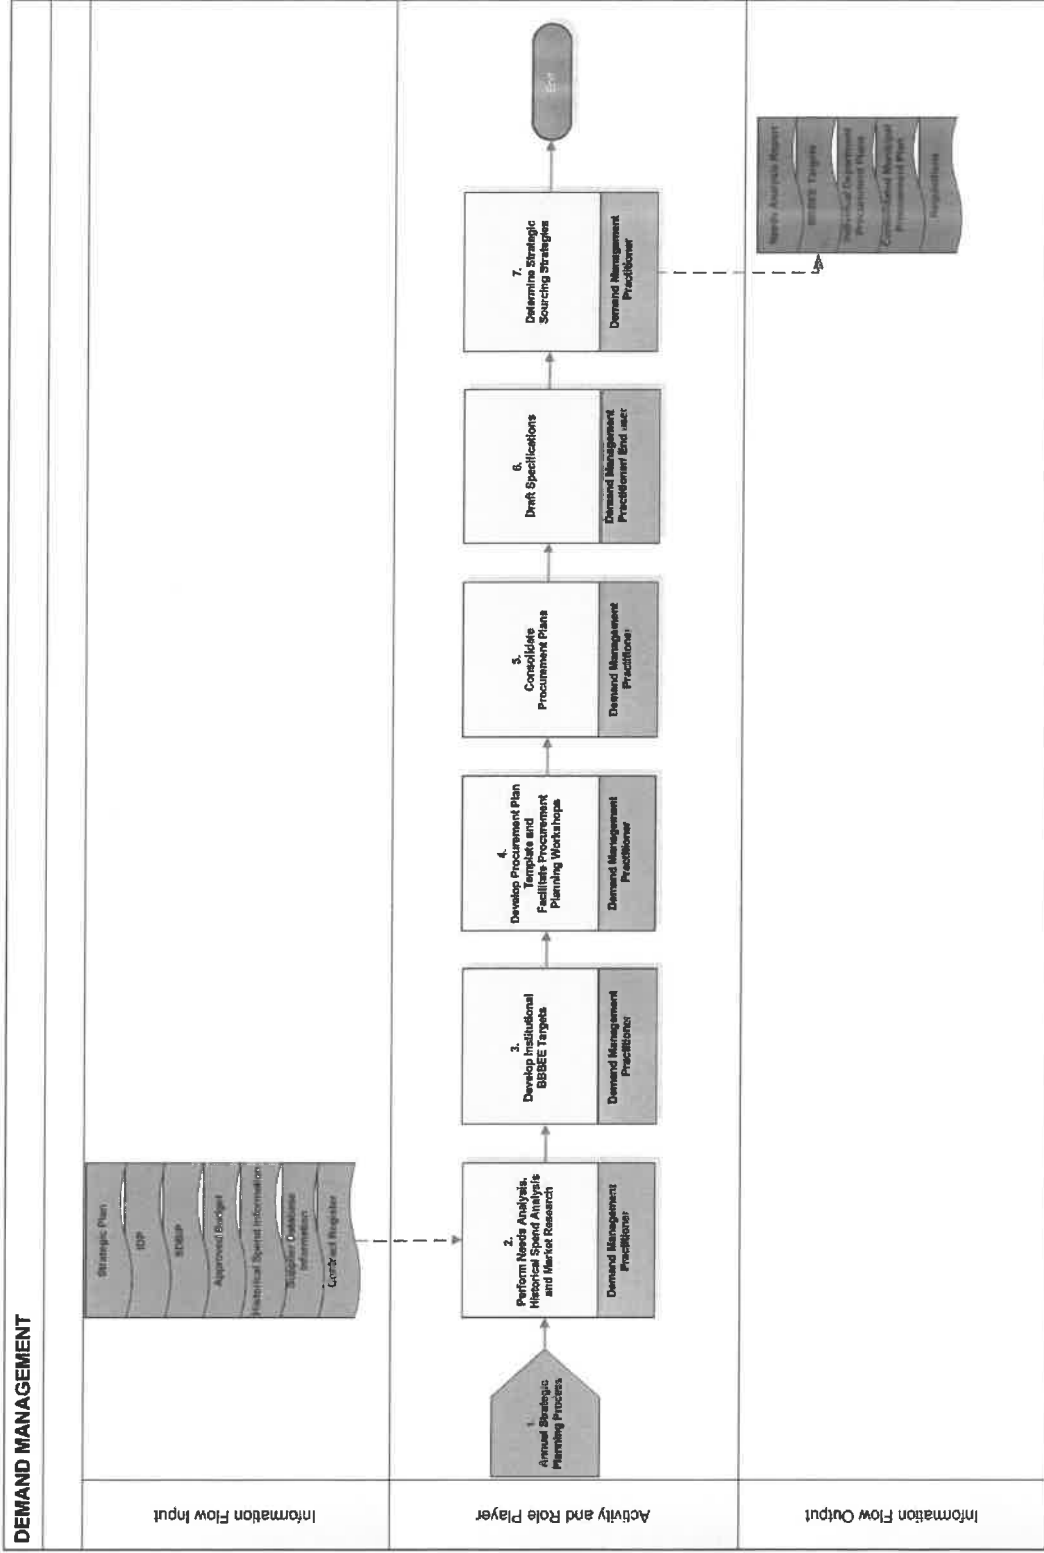 DEMAND MANAGEMENT
Information Flow Input
Strategic Plan
IDP
SDBIP
Approved Budget
Historical Spend Information
Supplier Database
Information
Contract Register
Activity and Role Player
1.
Annual Strategic
Planning Process
2.
Perform Needs Analysis,
Historical Spend Analysis
and Market Research
Demand Management
Practitioner
3.
Develop Institutional
BBBEE Targets
Demand Management
Practitioner
4.
Develop Procurement Plan
Template and
Facilitate Procurement
Planning Workshops
Demand Management
Practitioner
5.
Consolidate
Procurement Plans
Demand Management
Practitioner
6.
Draft Specifications
Demand Management
Practitioner/ End user
7.
Determine Strategic
Sourcing Strategies
Demand Management
Practitioner
End
Information Flow Output
Needs Analysis Report
BBBEE Targets
Individual Department
Procurement Plans
Consolidated Municipal
Procurement Plan